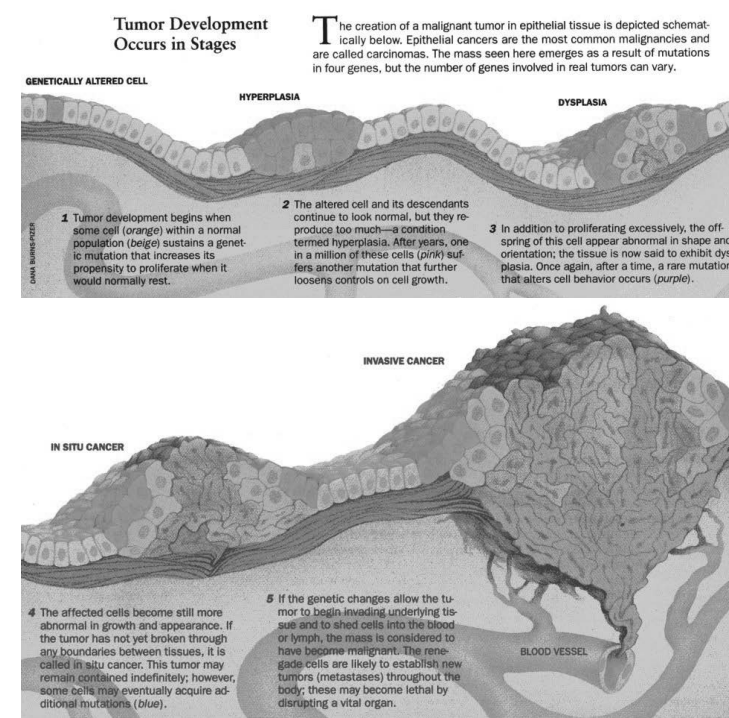 Tumor Development
Occurs in Stages
The creation of a malignant tumor in epithelial tissue is depicted schemat-
ically below. Epithelial cancers are the most common malignancies and
are called carcinomas. The mass seen here emerges as a result of mutations
in four genes, but the number of genes involved in real tumors can vary.
GENETICALLY ALTERED CELL
HYPERPLASIA
DYSPLASIA
1 Tumor development begins when
some cell (orange) within a normal
population (beige) sustains a genet-
ic mutation that increases its
propensity to proliferate when it
would normally rest.
2 The altered cell and its descendants
continue to look normal, but they re-
produce too much—a condition
termed hyperplasia. After years, one
in a million of these cells (pink) suf-
fers another mutation that further
loosens controls on cell growth.
3 In addition to proliferating excessively, the off-
spring of this cell appear abnormal in shape and
orientation; the tissue is now said to exhibit dys
plasia. Once again, after a time, a rare mutation
that alters cell behavior occurs (purple).
DANA BURNS-PIZER
INVASIVE CANCER
IN SITU CANCER
4 The affected cells become still more
abnormal in growth and appearance. If
the tumor has not yet broken through
any boundaries between tissues, it is
called in situ cancer. This tumor may
remain contained indefinitely; however,
some cells may eventually acquire ad-
ditional mutations (blue).
5 If the genetic changes allow the tu-
mor to begin invading underlying tis-
sue and to shed cells into the blood
or lymph, the mass is considered to
have become malignant. The rene-
gade cells are likely to establish new
tumors (metastases) throughout the
body; these may become lethal by
disrupting a vital organ.
BLOOD VESSEL